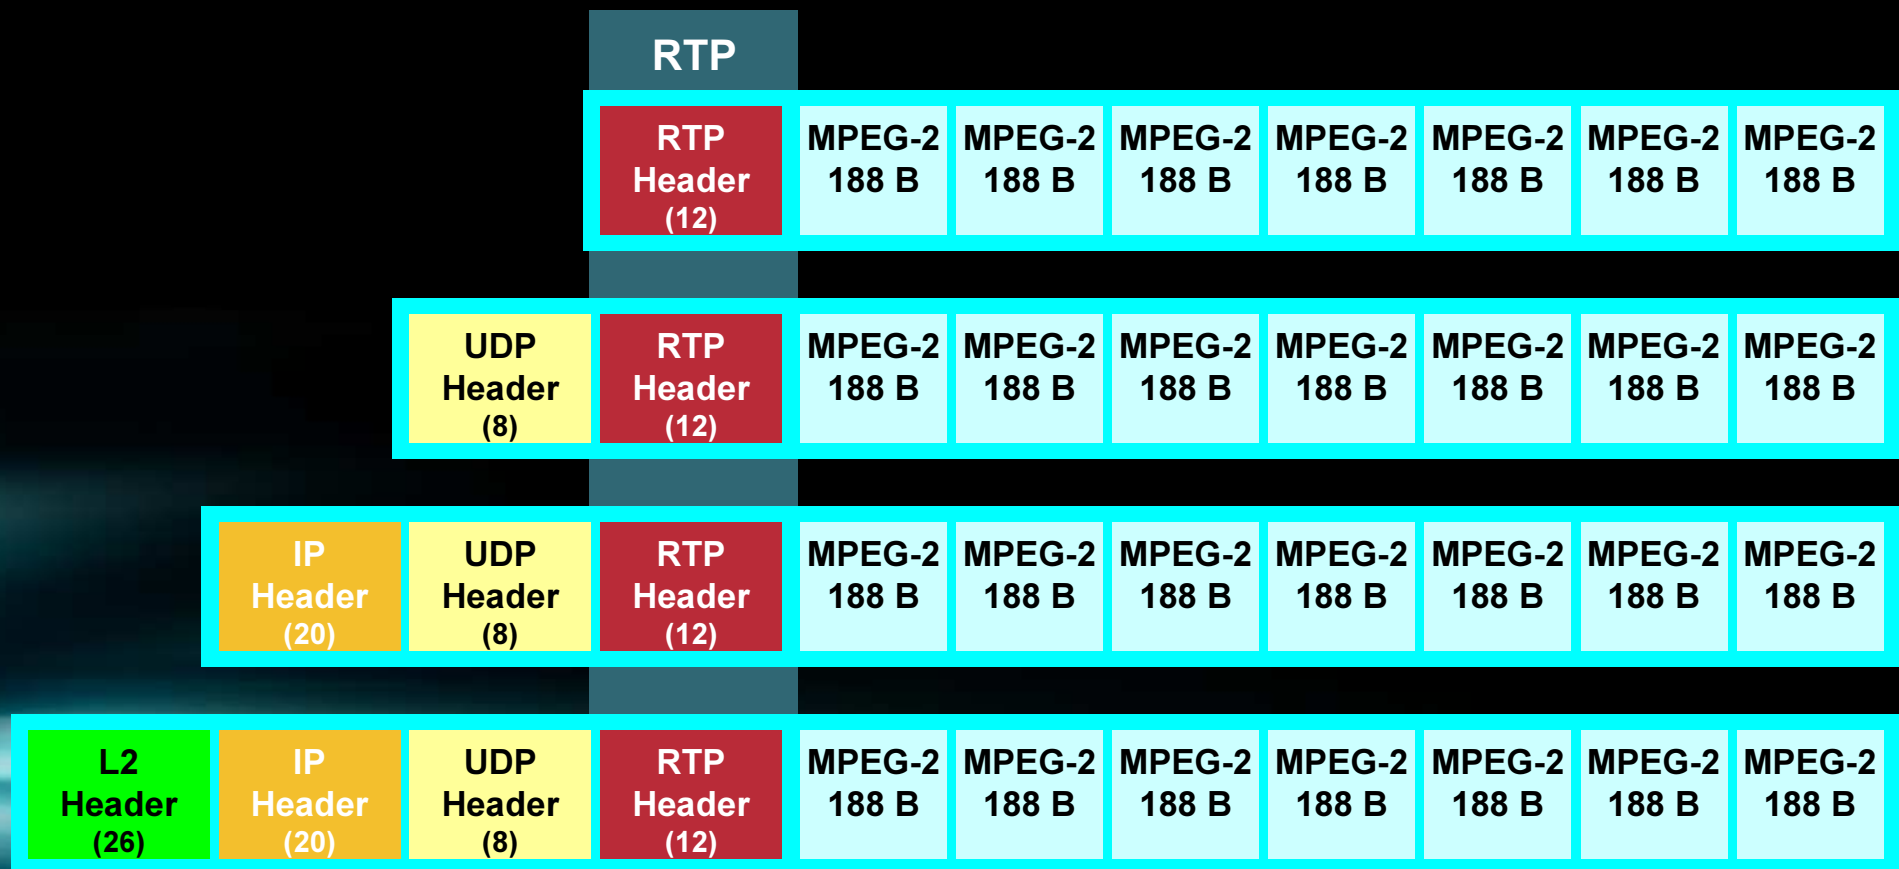 RTP
RTP MPEG-2 MPEG-2 MPEG-2 MPEG-2 MPEG-2 MPEG-2 MPEG-2
Header 188 B 188 B 188 B 188 B 188 B 188 B 188 B
(12)
UDP RTP MPEG-2 MPEG-2 MPEG-2 MPEG-2 MPEG-2 MPEG-2 MPEG-2
Header Header 188 B 188 B 188 B 188 B 188 B 188 B 188 B
(8) (12)
IP UDP RTP MPEG-2 MPEG-2 MPEG-2 MPEG-2 MPEG-2 MPEG-2 MPEG-2
Header Header Header 188 B 188 B 188 B 188 B 188 B 188 B 188 B
(20) (8) (12)
L2 IP UDP RTP MPEG-2 MPEG-2 MPEG-2 MPEG-2 MPEG-2 MPEG-2 MPEG-2
Header Header Header Header 188 B 188 B 188 B 188 B 188 B 188 B 188 B
(26) (20) (8) (12)